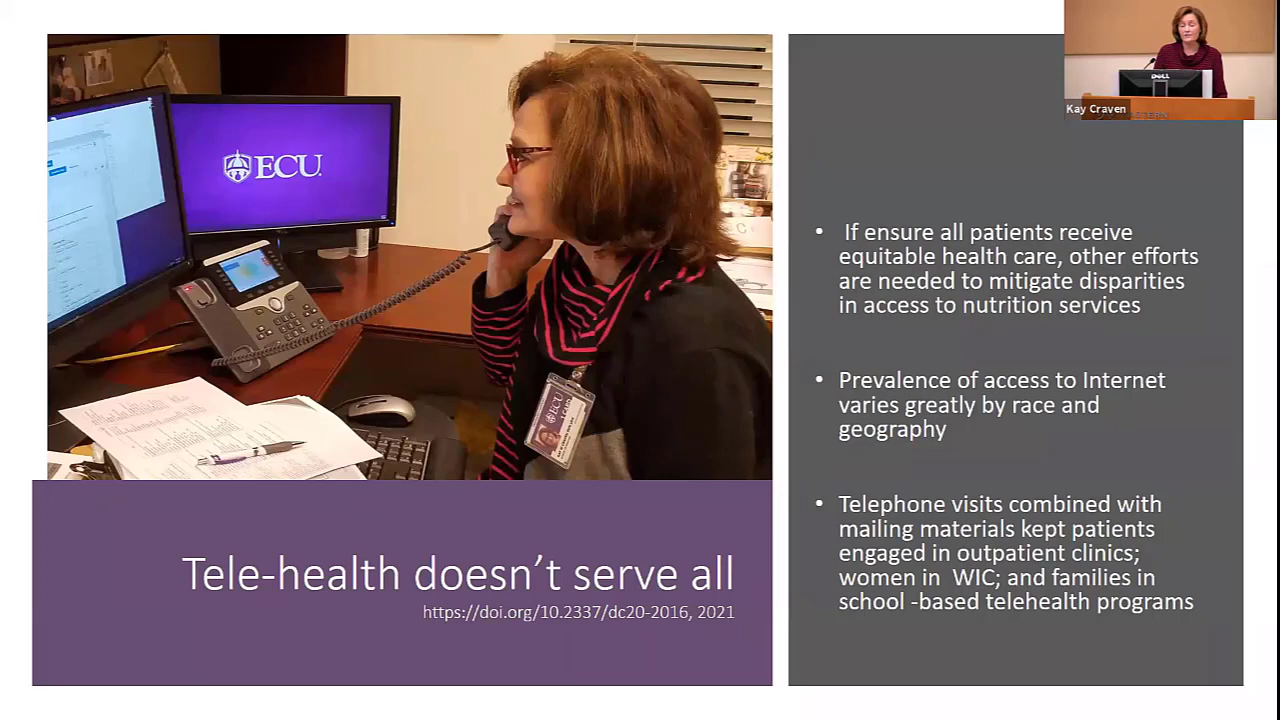 DELL
Kay Craven
ECU
ECU
• If ensure all patients receive
equitable health care, other efforts
are needed to mitigate disparities
in access to nutrition services
• Prevalence of access to Internet
varies greatly by race and
geography
• Telephone visits combined with
mailing materials kept patients
engaged in outpatient clinics;
women in WIC; and families in
school -based telehealth programs
Tele-health doesn’t serve all
https://doi.org/10.2337/dc20-2016, 2021